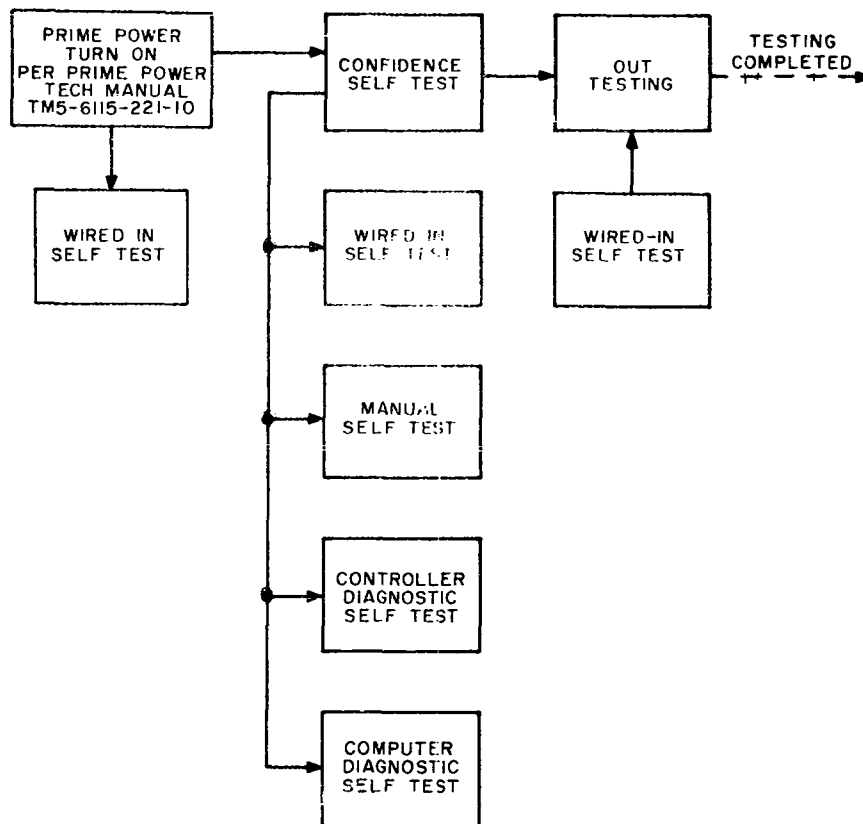 PRIME POWER
TURN ON
PER PRIME POWER
TECH MANUAL
TM5-6115-221-10
CONFIDENCE
SELF TEST
OUT
TESTING
TESTING
COMPLETED
WIRED IN
SELF TEST
WIRED IN
SELF TEST
WIRED-IN
SELF TEST
MANUAL
SELF TEST
CONTROLLER
DIAGNOSTIC
SELF TEST
COMPUTER
DIAGNOSTIC
SELF TEST